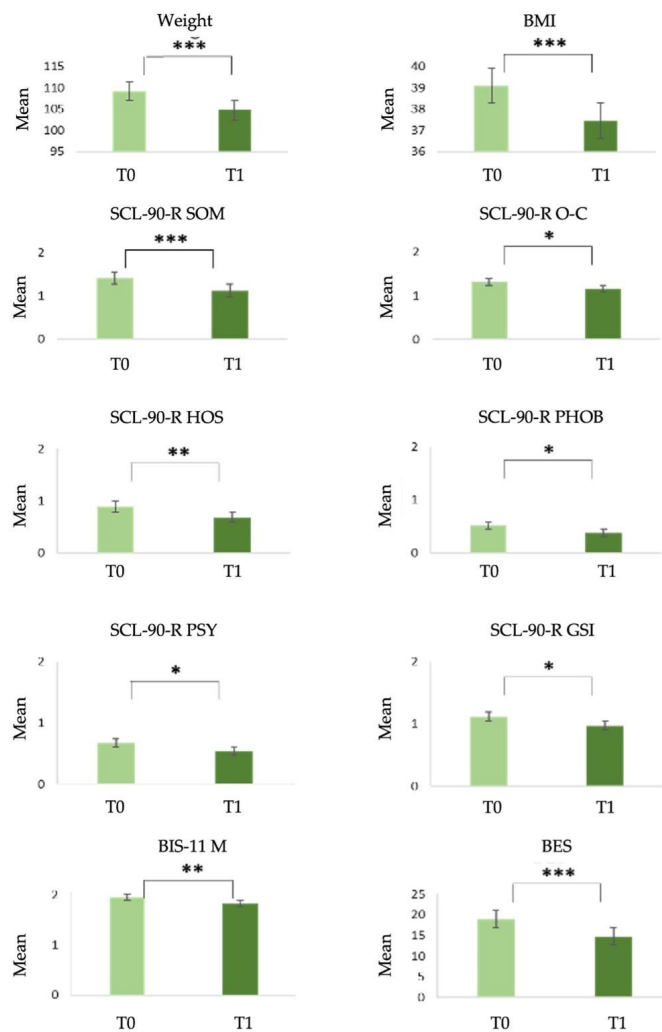 Weight
***
Mean
115
110
105
100
95
T0
T1
BMI
***
Mean
40
39
38
37
36
T0
T1
SCL-90-R SOM
***
Mean
2
1
0
T0
T1
SCL-90-R O-C
*
Mean
2
1
0
T0
T1
SCL-90-R HOS
**
Mean
2
1
0
T0
T1
SCL-90-R PHOB
*
Mean
2
1
0
T0
T1
SCL-90-R PSY
*
Mean
2
1
0
T0
T1
SCL-90-R GSI
*
Mean
2
1
0
T0
T1
BIS-11 M
**
Mean
2
1
0
T0
T1
BES
***
Mean
25
20
15
10
5
0
T0
T1